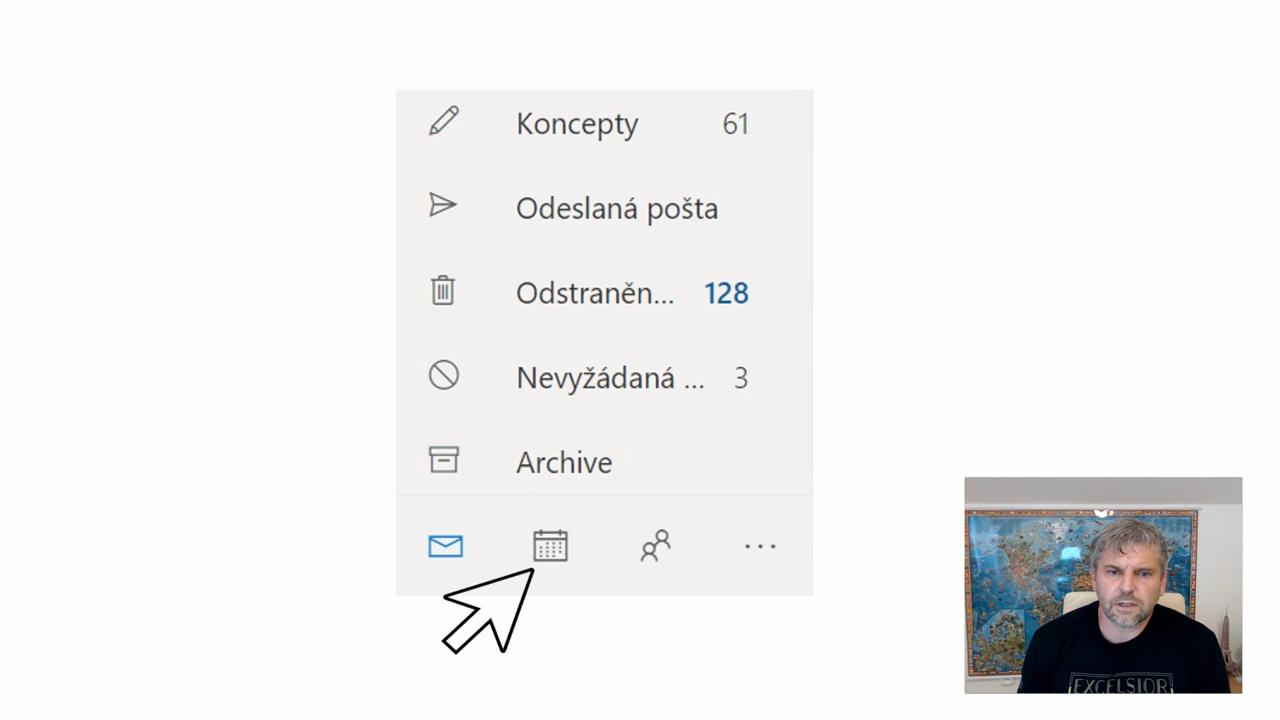 Koncepty 61
Odeslaná pošta
Odstraněn... 128
Nevyžádaná ... 3
Archive
EXCELSIOR